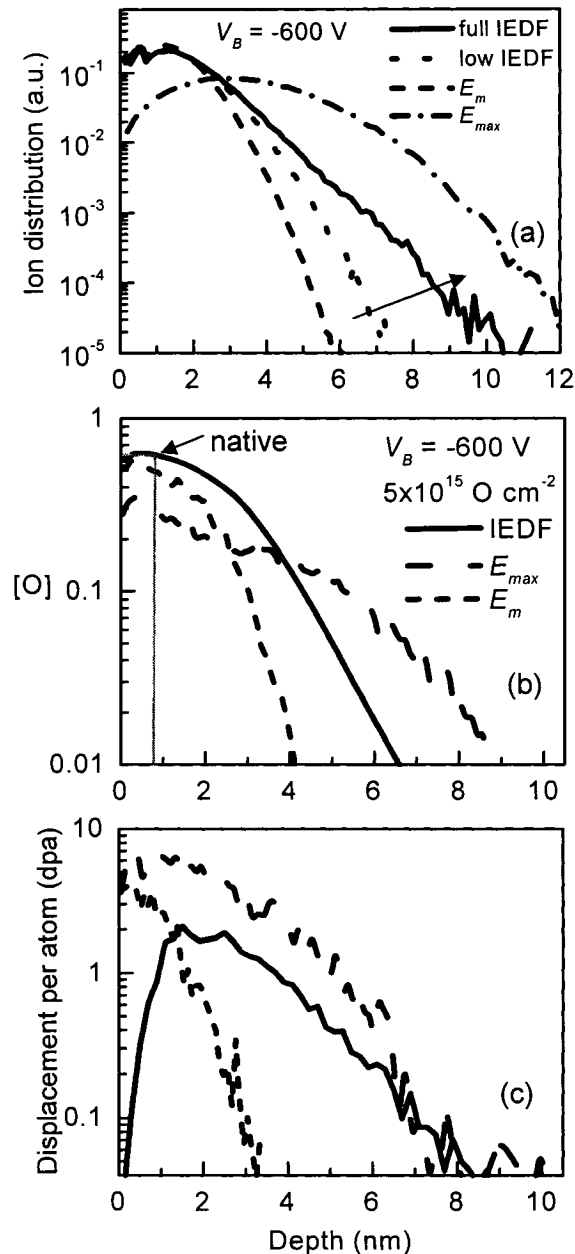 V_B = -600 V
full IEDF
low IEDF
E_m
E_max
(a)
Ion distribution (a.u.)
10^-1
10^-2
10^-3
10^-4
10^-5
0 2 4 6 8 10 12
native
V_B = -600 V
5x10^15 O cm^-2
IEDF
E_max
E_m
(b)
[O]
1
0.1
0.01
0 2 4 6 8 10
(c)
Displacement per atom (dpa)
10
1
0.1
0 2 4 6 8 10
Depth (nm)